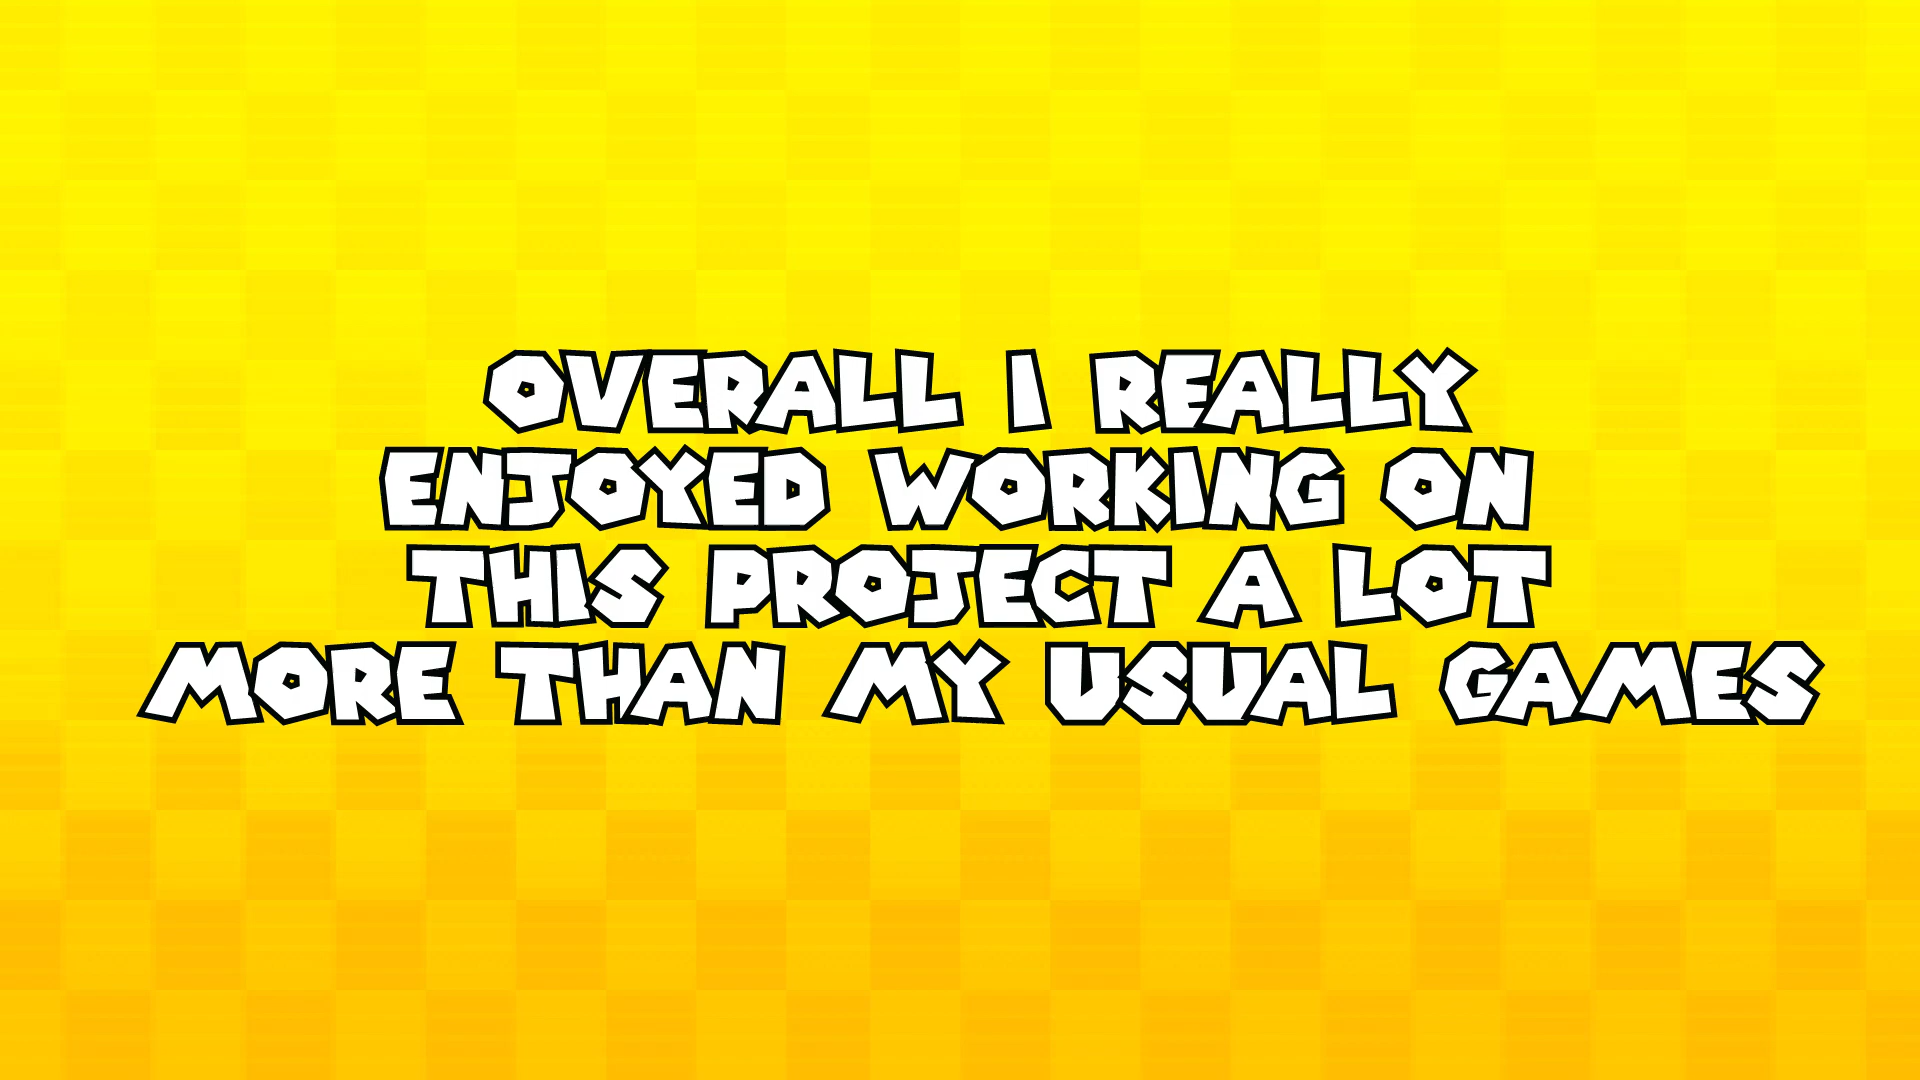 OVERALL I REALLY
ENJOYED WORKING ON
THIS PROJECT A LOT
MORE THAN MY USUAL GAMES